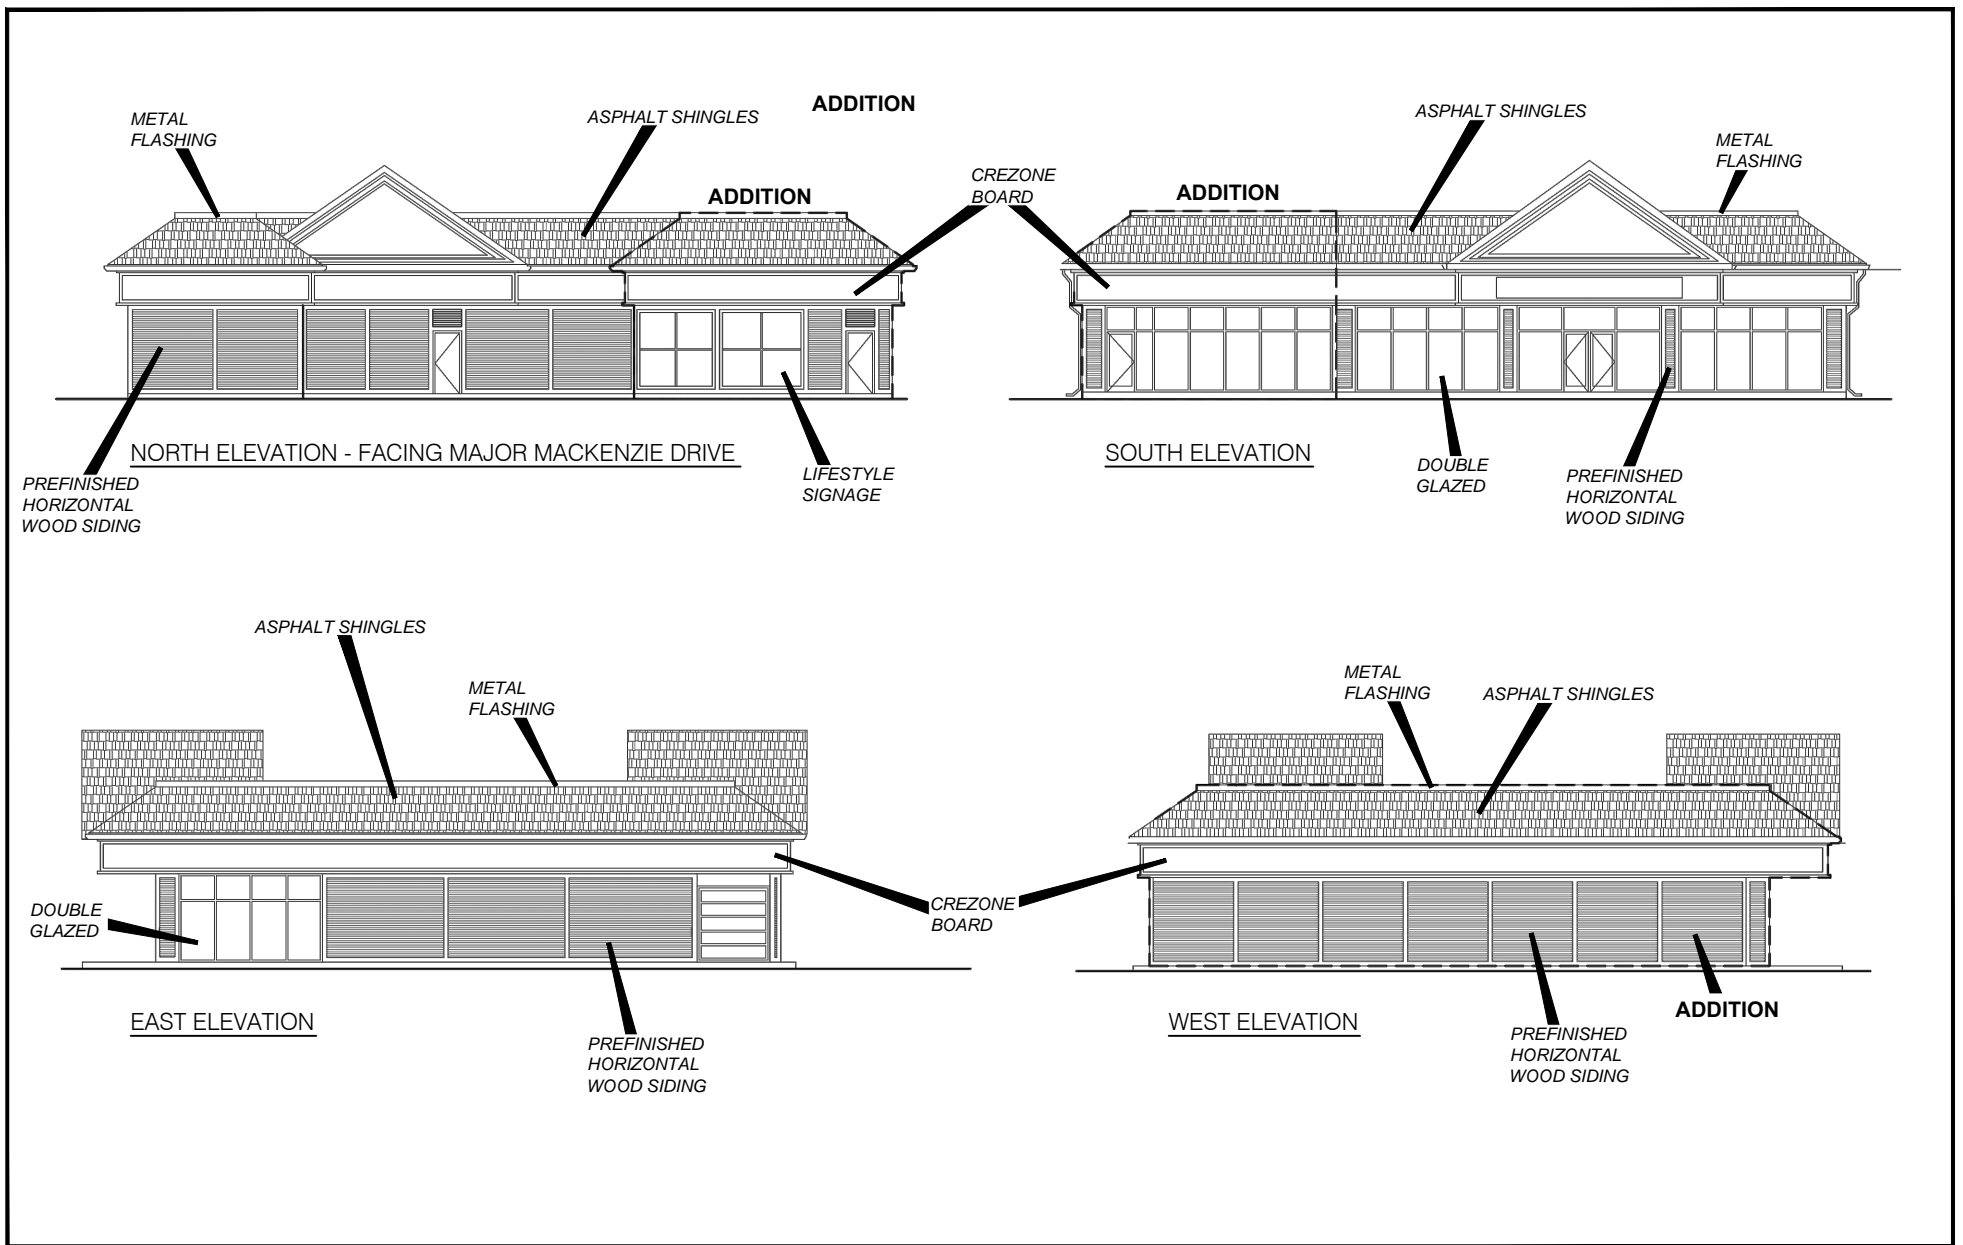 ADDITION
METAL
FLASHING
ASPHALT SHINGLES
ADDITION
CREZONE
BOARD
ASPHALT SHINGLES
METAL
FLASHING
ADDITION
NORTH ELEVATION - FACING MAJOR MACKENZIE DRIVE
PREFINISHED
HORIZONTAL
WOOD SIDING
LIFESTYLE
SIGNAGE
SOUTH ELEVATION
DOUBLE
GLAZED
PREFINISHED
HORIZONTAL
WOOD SIDING
ASPHALT SHINGLES
METAL
FLASHING
DOUBLE
GLAZED
CREZONE
BOARD
EAST ELEVATION
PREFINISHED
HORIZONTAL
WOOD SIDING
METAL
FLASHING
ASPHALT SHINGLES
ADDITION
WEST ELEVATION
PREFINISHED
HORIZONTAL
WOOD SIDING